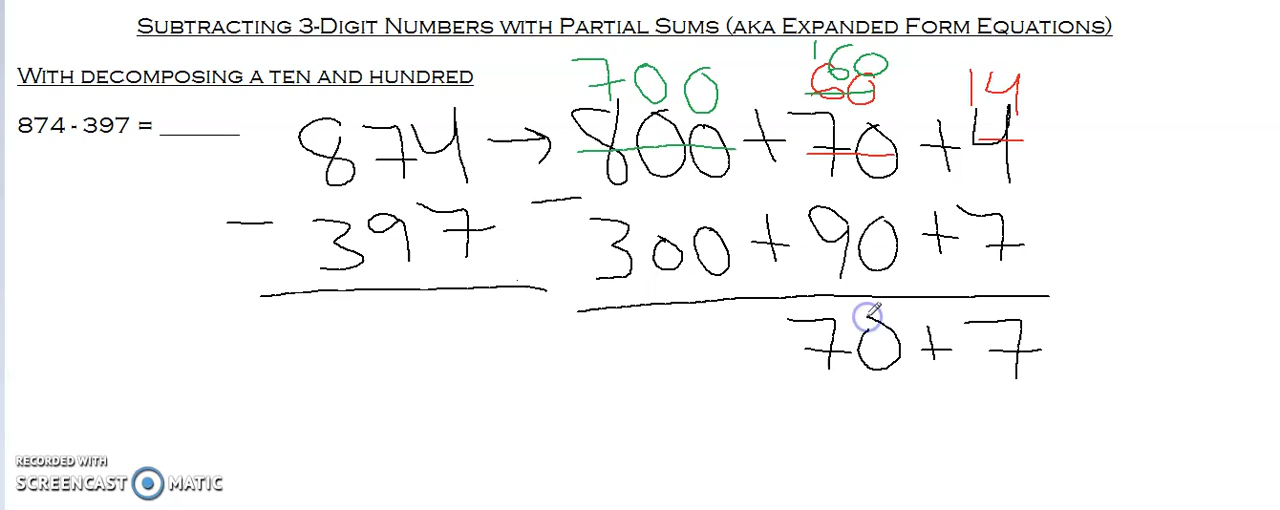 Subtracting 3-Digit Numbers with Partial Sums (aka Expanded Form Equations)
With decomposing a ten and hundred
700 160 60 14
874 - 397 = ______ 874 → 800 + 70 + 4
- 397 - 300 + 90 + 7
70 + 7
RECORDED WITH
SCREENCAST MATIC